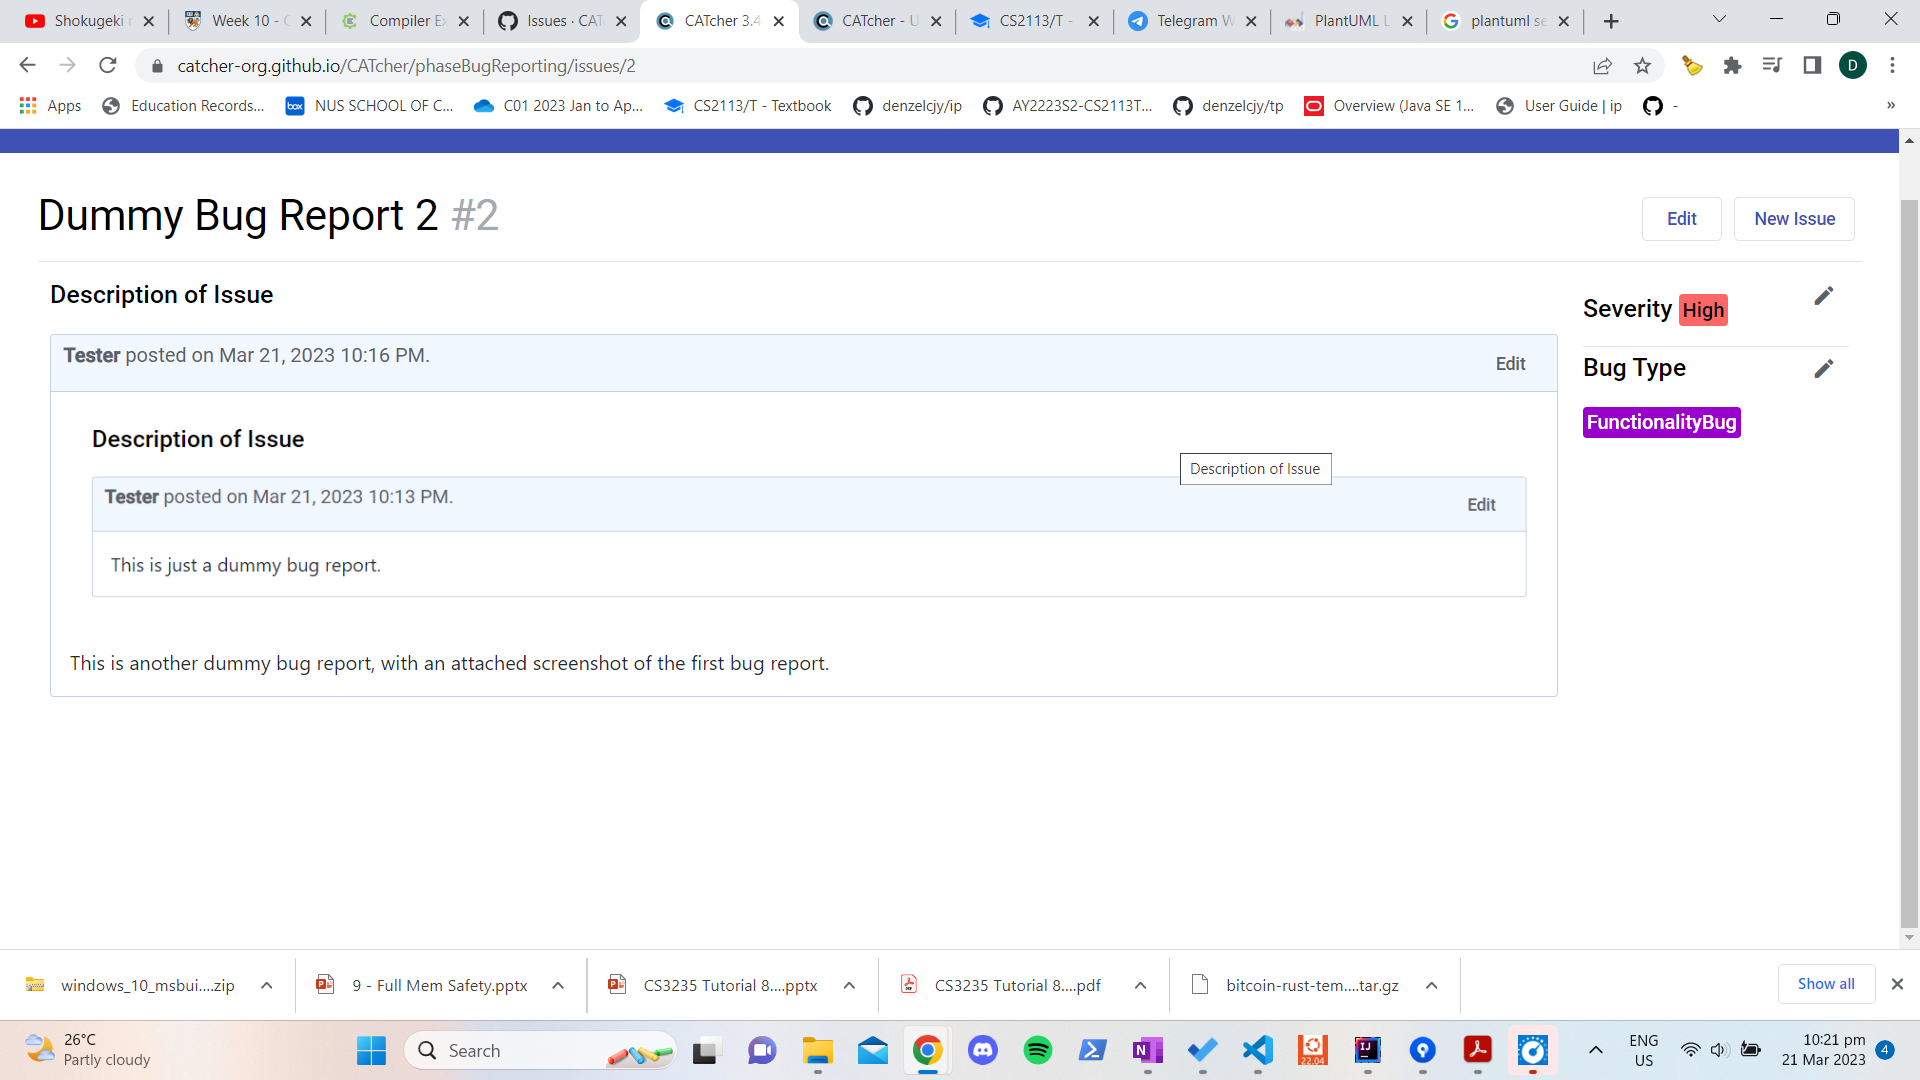 Shokugeki
Week 10 -
Compiler Ex
Issues · CAT
CATcher 3.4
CATcher - U
CS2113/T -
Telegram W
PlantUML L
plantuml se
catcher-org.github.io/CATcher/phaseBugReporting/issues/2
D
Apps
Education Records...
box
NUS SCHOOL OF C...
C01 2023 Jan to Ap...
CS2113/T - Textbook
denzelcjy/ip
AY2223S2-CS2113T...
denzelcjy/tp
Overview (Java SE 1...
User Guide | ip
-
»
Dummy Bug Report 2 #2
Edit
New Issue
Description of Issue
Severity High
Tester posted on Mar 21, 2023 10:16 PM.
Edit
Bug Type
FunctionalityBug
Description of Issue
Description of Issue
Tester posted on Mar 21, 2023 10:13 PM.
Edit
This is just a dummy bug report.
This is another dummy bug report, with an attached screenshot of the first bug report.
windows_10_msbui....zip
9 - Full Mem Safety.pptx
CS3235 Tutorial 8....pptx
CS3235 Tutorial 8....pdf
bitcoin-rust-tem....tar.gz
Show all
26°C
Partly cloudy
Search
22.04
ENG
US
10:21 pm
21 Mar 2023
4